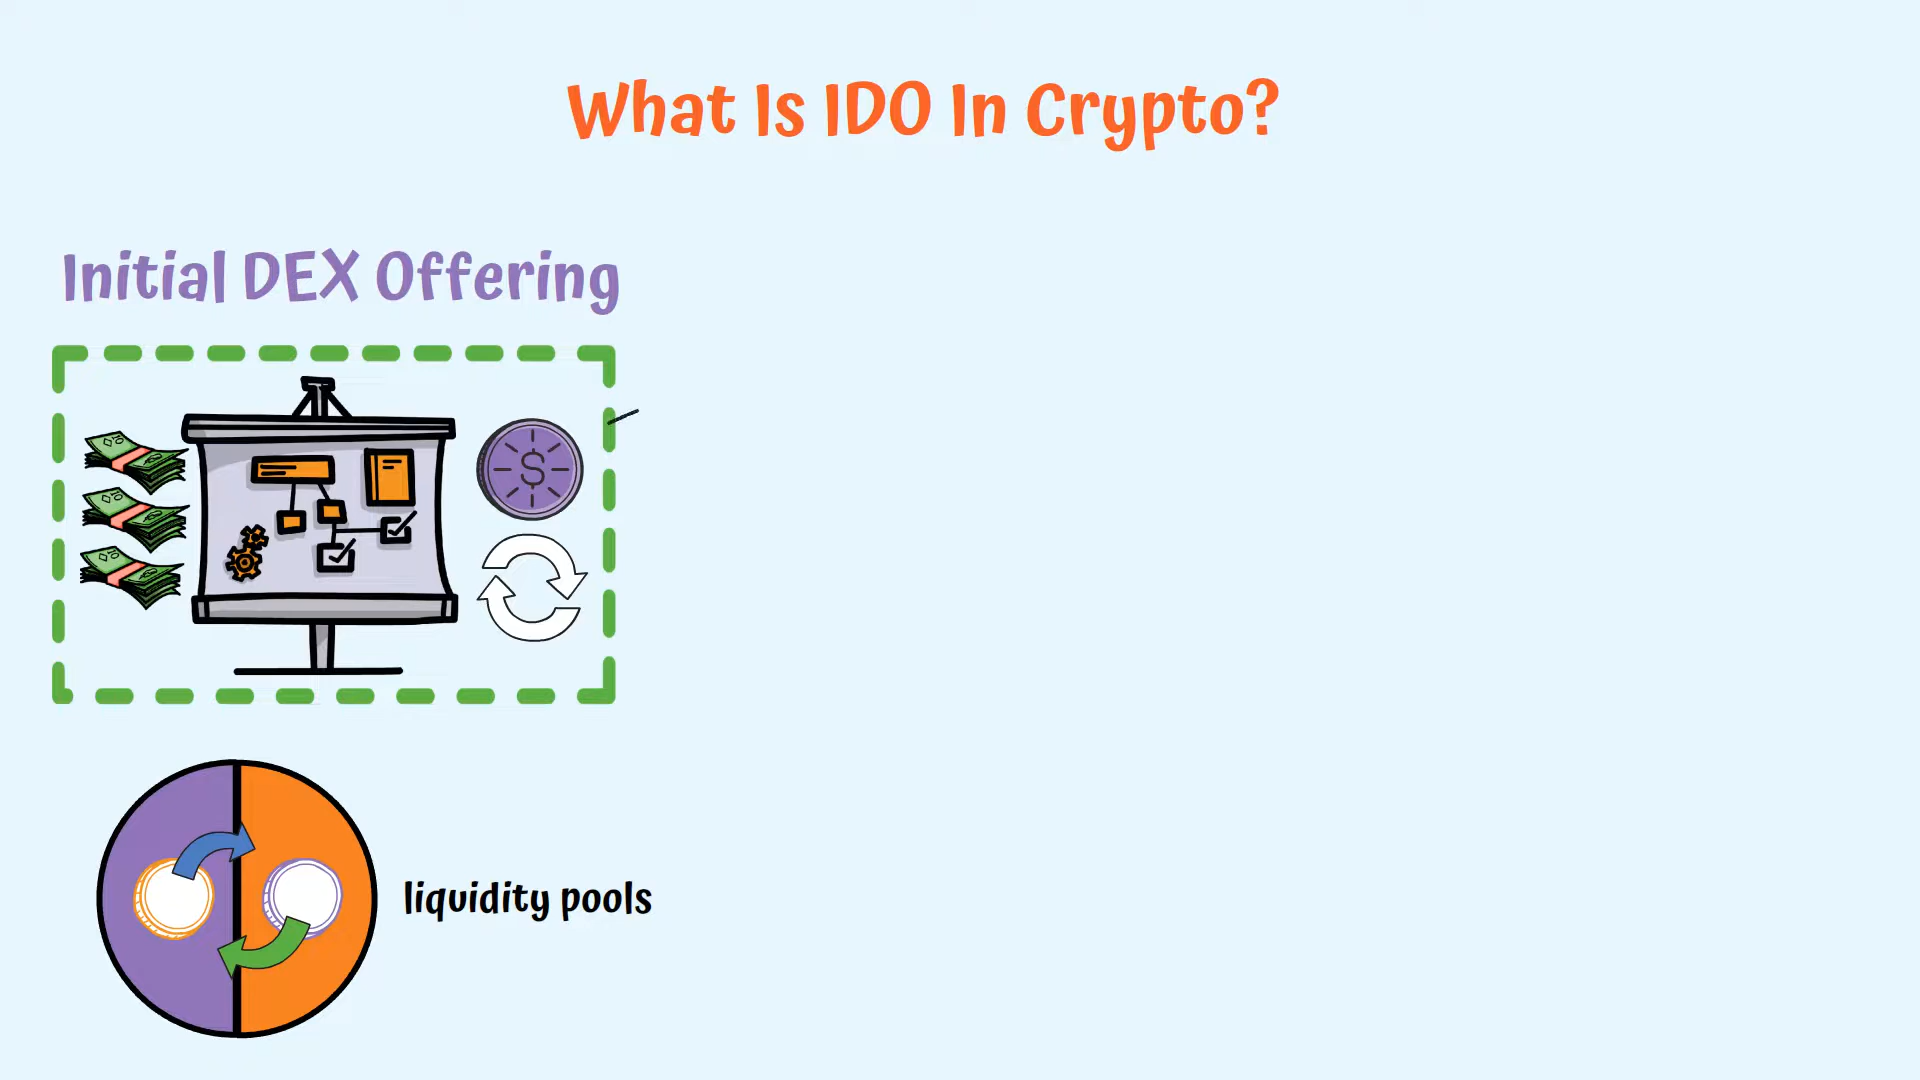 What Is IDO In Crypto?
Initial DEX Offering
$
liquidity pools